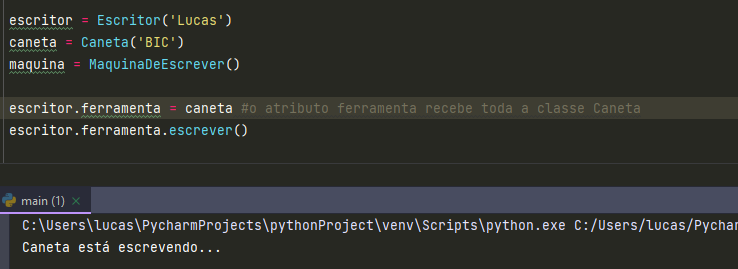 escritor = Escritor('Lucas')
caneta = Caneta('BIC')
maquina = MaquinaDeEscrever()
escritor.ferramenta = caneta #o atributo ferramenta recebe toda a classe Caneta
escritor.ferramenta.escrever()
main (1) ×
C:\Users\lucas\PycharmProjects\pythonProject\venv\Scripts\python.exe C:/Users/lucas/Pychar
Caneta está escrevendo...